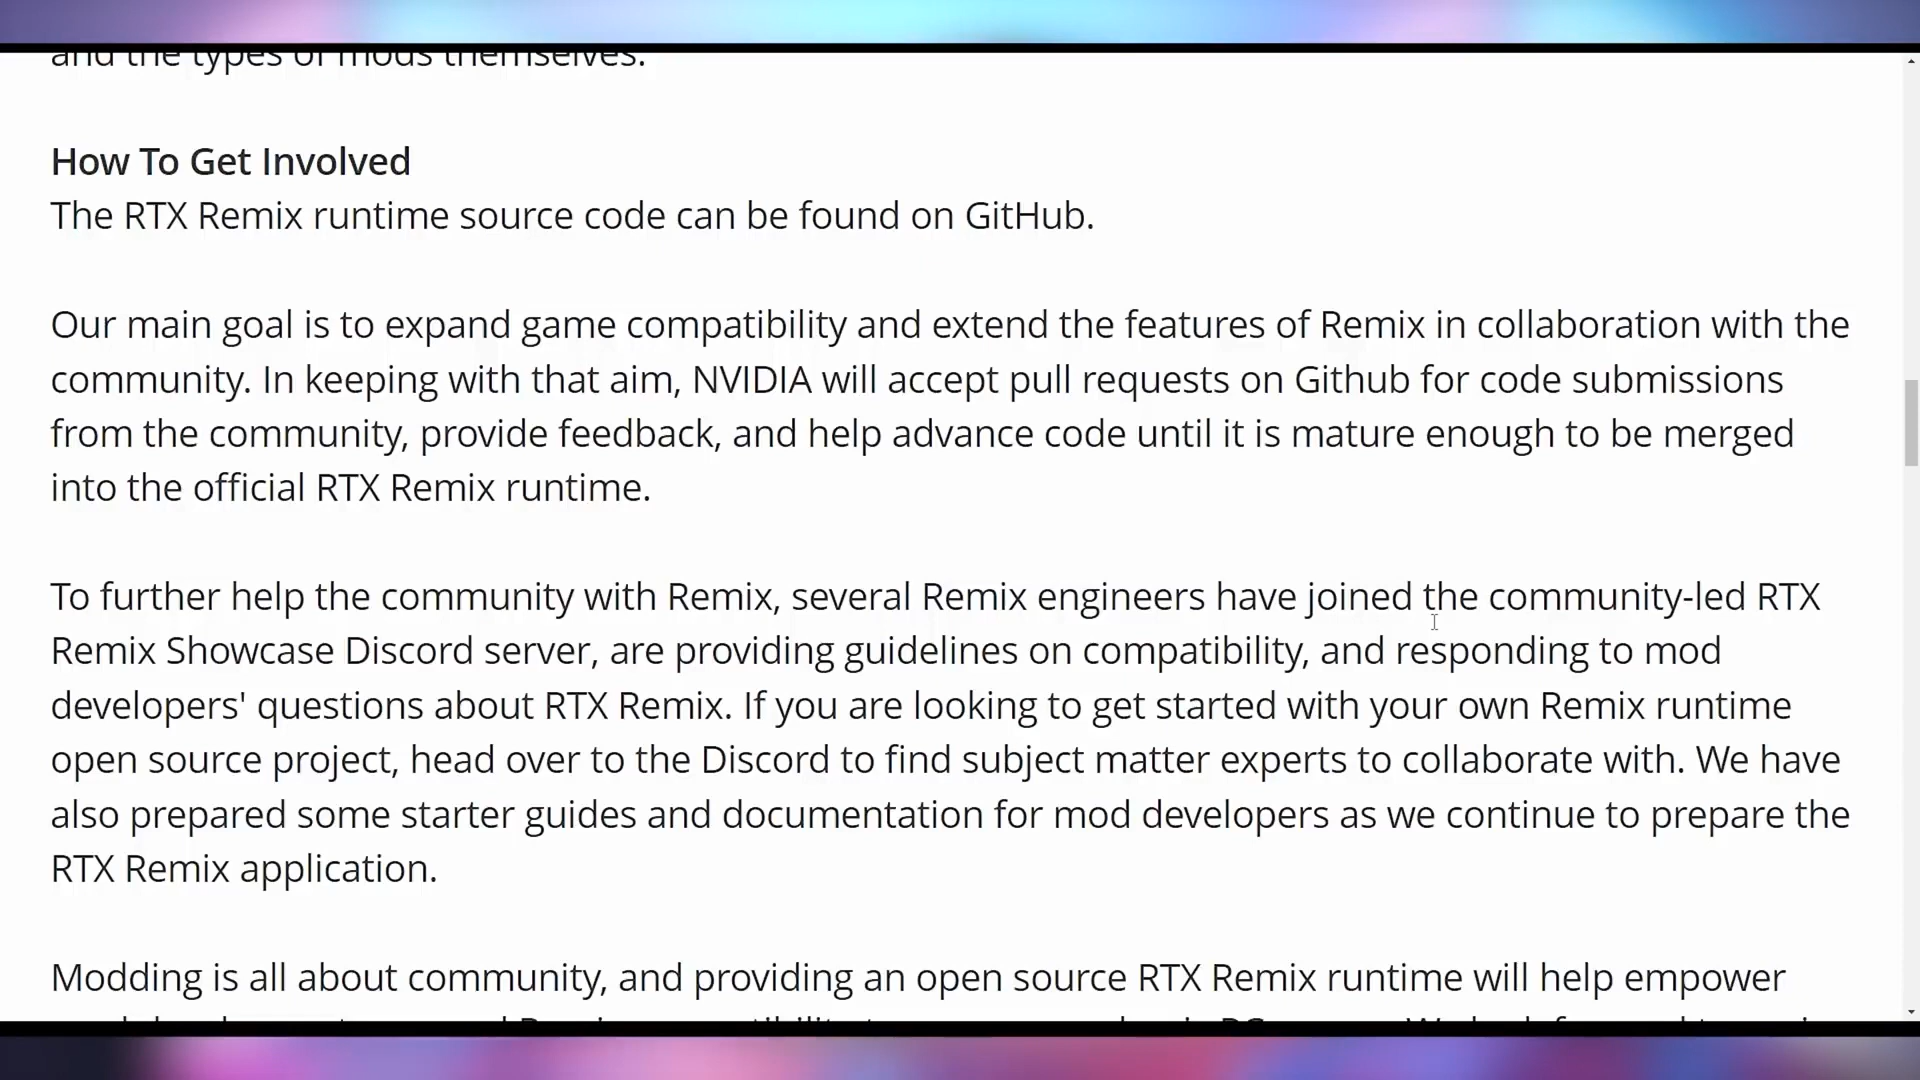 and the types of mods themselves.
How To Get Involved
The RTX Remix runtime source code can be found on GitHub.
Our main goal is to expand game compatibility and extend the features of Remix in collaboration with the
community. In keeping with that aim, NVIDIA will accept pull requests on Github for code submissions
from the community, provide feedback, and help advance code until it is mature enough to be merged
into the official RTX Remix runtime.
To further help the community with Remix, several Remix engineers have joined the community-led RTX
Remix Showcase Discord server, are providing guidelines on compatibility, and responding to mod
developers' questions about RTX Remix. If you are looking to get started with your own Remix runtime
open source project, head over to the Discord to find subject matter experts to collaborate with. We have
also prepared some starter guides and documentation for mod developers as we continue to prepare the
RTX Remix application.
Modding is all about community, and providing an open source RTX Remix runtime will help empower